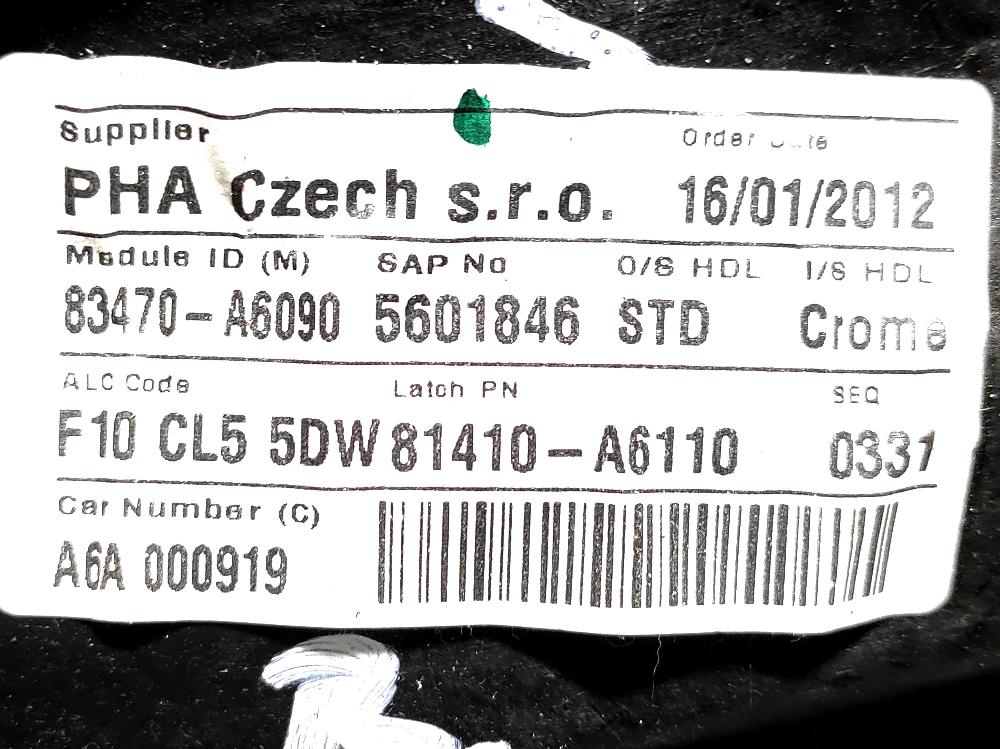 Supplier Order Date
PHA Czech s.r.o. 16/01/2012
Module ID (M) SAP No O/S HDL I/S HDL
83470-A6090 5601846 STD Crome
ALC Code Latch PN SEQ
F10 CL5 5DW 81410-A6110 0331
Car Number (C)
A6A 000919